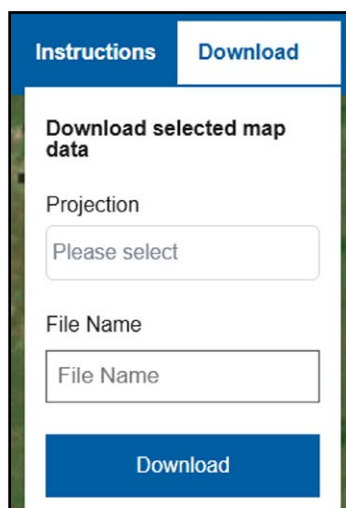 Instructions Download
Download selected map
data
Projection
Please select
File Name
File Name
Download